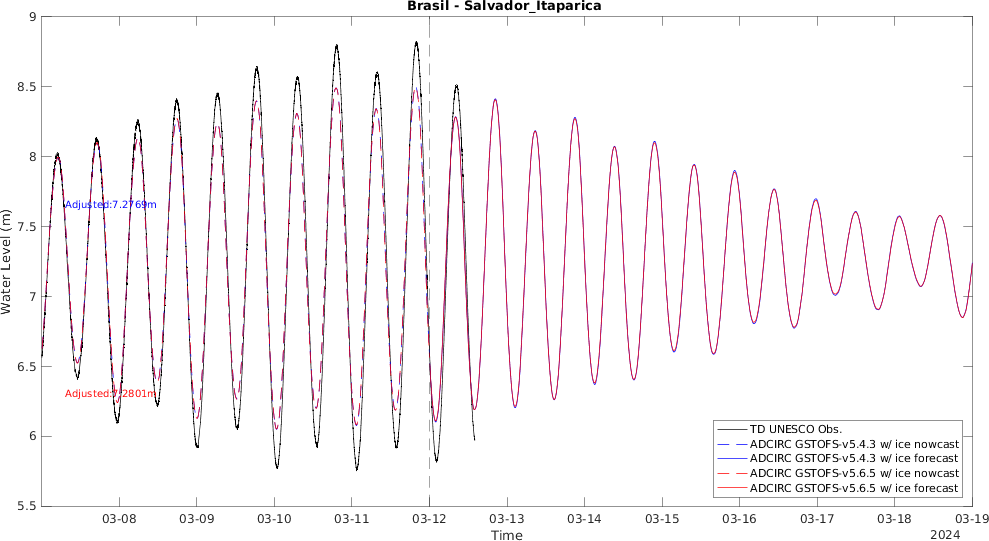 Brasil - Salvador_Itaparica
9
8.5
8
7.5
7
6.5
6
5.5
Water Level (m)
Adjusted:7.2769m
Adjusted:7.2801m
TD UNESCO Obs.
ADCIRC GSTOFS-v5.4.3 w/ ice nowcast
ADCIRC GSTOFS-v5.4.3 w/ ice forecast
ADCIRC GSTOFS-v5.6.5 w/ ice nowcast
ADCIRC GSTOFS-v5.6.5 w/ ice forecast
03-08 03-09 03-10 03-11 03-12 03-13 03-14 03-15 03-16 03-17 03-18 03-19
Time
2024